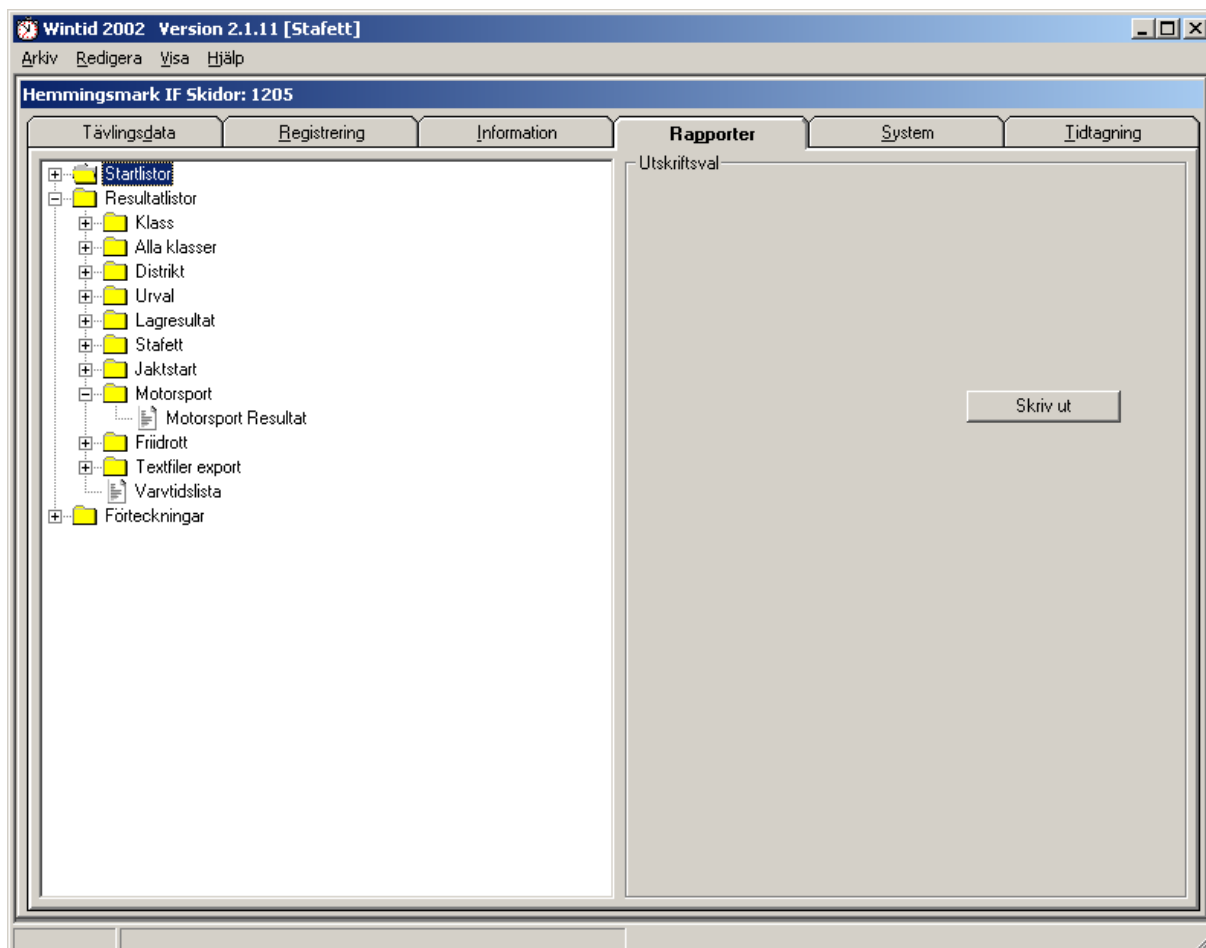 Wintid 2002 Version 2.1.11 [Stafett]
Arkiv Redigera Visa Hjälp
Hemmingsmark IF Skidor: 1205
Tävlingsdata Registrering Information Rapporter System Tidtagning
Startlistor
Resultatlistor
Klass
Alla klasser
Distrikt
Urval
Lagresultat
Stafett
Jaktstart
Motorsport
Motorsport Resultat
Friidrott
Textfiler export
Varvtidslista
Förteckningar
Utskriftsval
Skriv ut